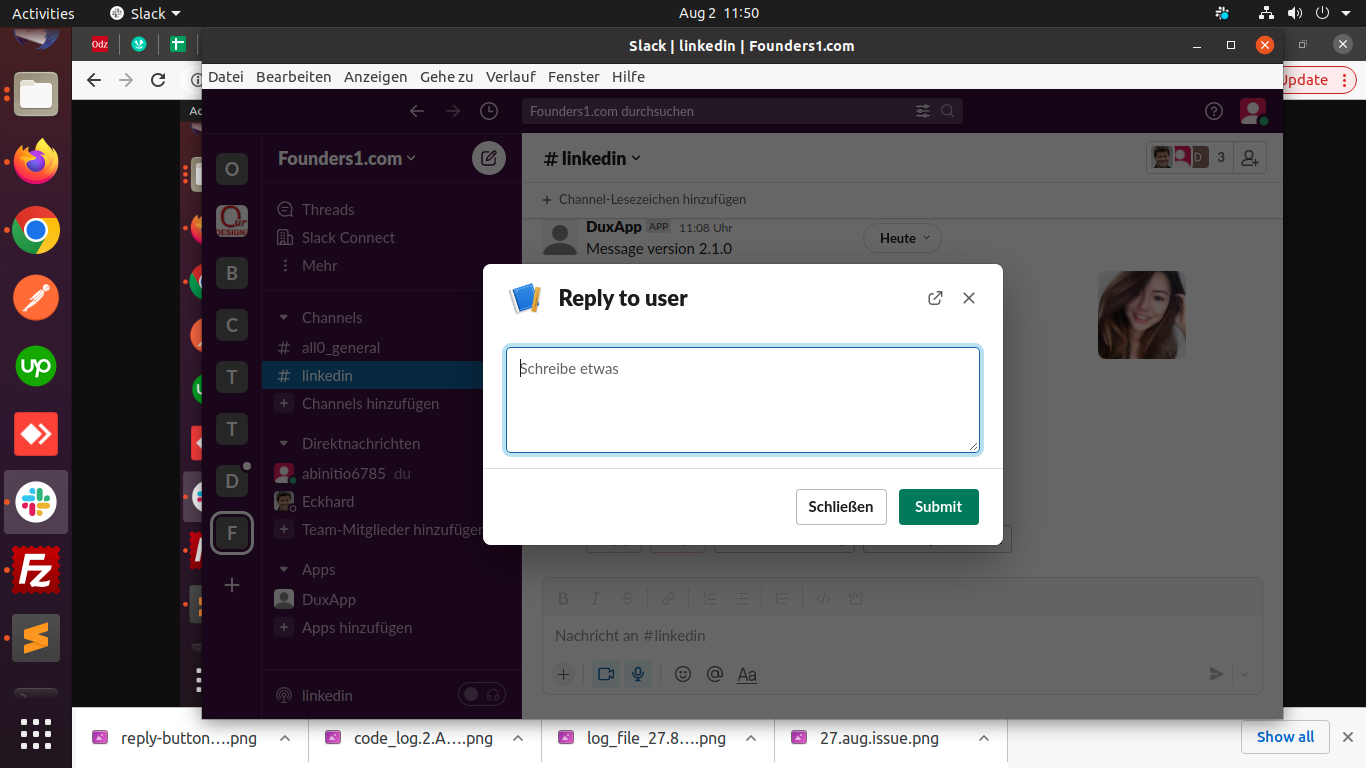 Activities
Slack
Aug 2 11:50
Odz
Slack | linkedin | Founders1.com
Datei Bearbeiten Anzeigen Gehe zu Verlauf Fenster Hilfe
Update
Founders1.com durchsuchen
O
B
C
T
T
D
F
Founders1.com
Threads
Slack Connect
Mehr
Channels
# all0_general
# linkedin
+ Channels hinzufügen
Direktnachrichten
abinitio6785 du
Eckhard
+ Team-Mitglieder hinzufügen
Apps
DuxApp
+ Apps hinzufügen
linkedin
# linkedin
D 3
+ Channel-Lesezeichen hinzufügen
DuxApp APP 11:08 Uhr
Heute
Message version 2.1.0
Reply to user
Schreibe etwas
Schließen
Submit
B I S
Nachricht an #linkedin
Aa
up
Fz
reply-button....png
code_log.2.A....png
log_file_27.8....png
27.aug.issue.png
Show all